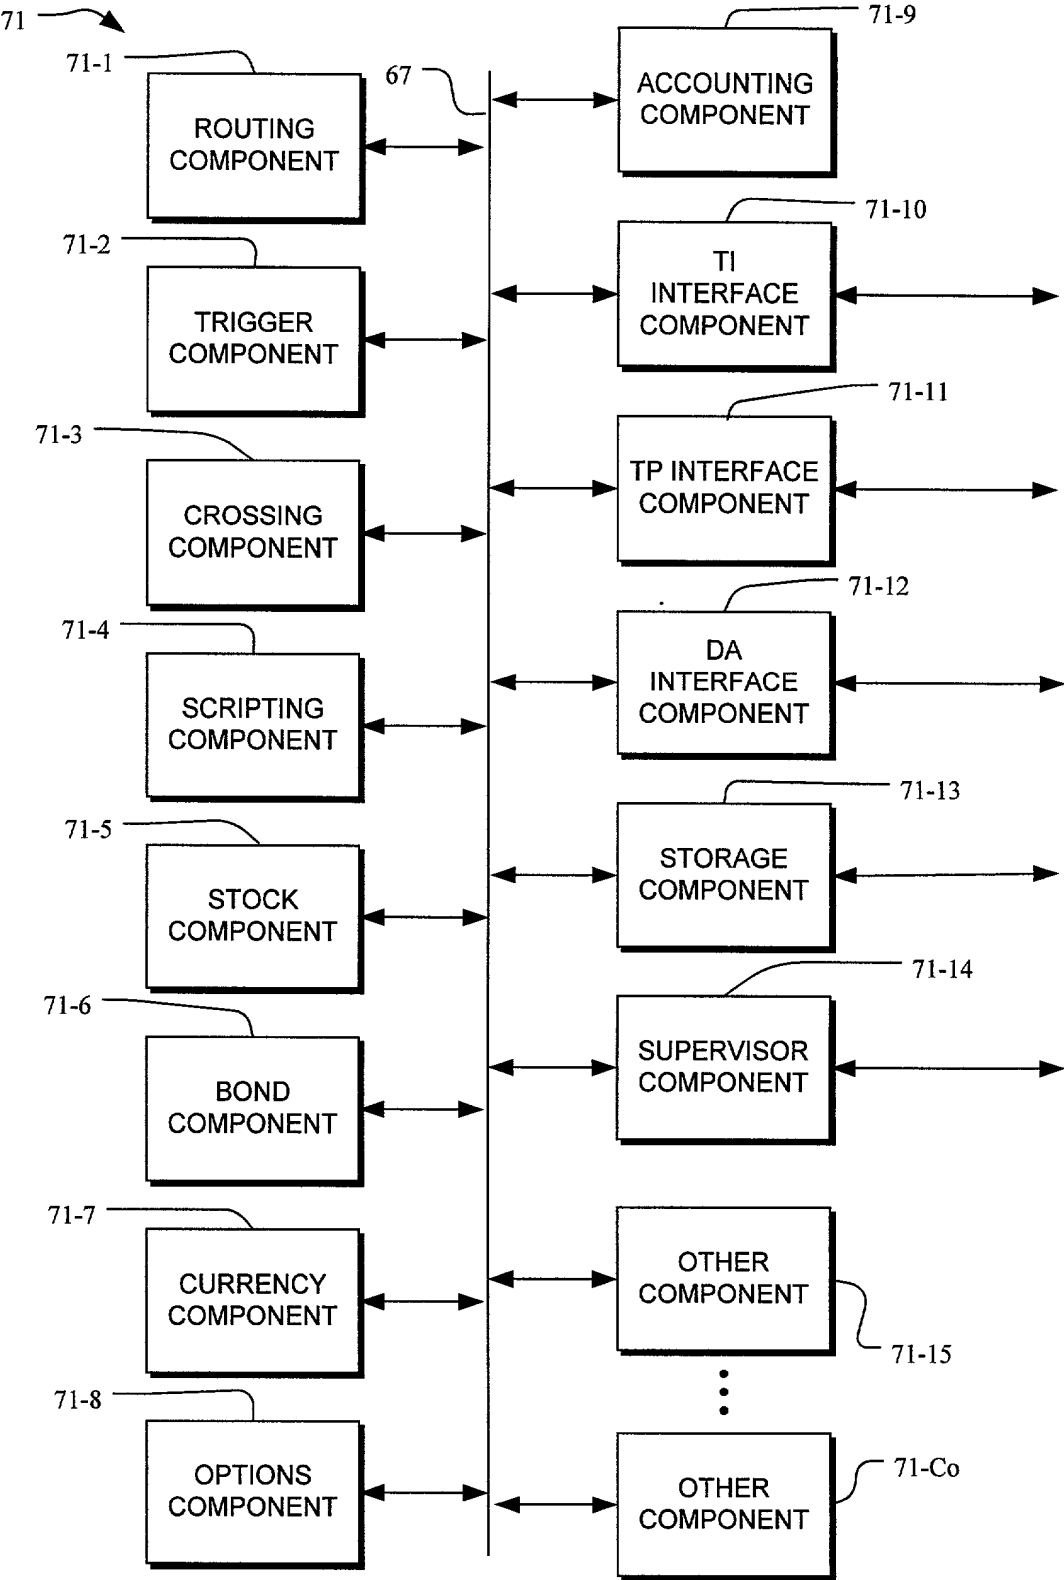 71
71-1
ROUTING
COMPONENT
71-2
TRIGGER
COMPONENT
71-3
CROSSING
COMPONENT
71-4
SCRIPTING
COMPONENT
71-5
STOCK
COMPONENT
71-6
BOND
COMPONENT
71-7
CURRENCY
COMPONENT
71-8
OPTIONS
COMPONENT
67
71-9
ACCOUNTING
COMPONENT
71-10
TI
INTERFACE
COMPONENT
71-11
TP INTERFACE
COMPONENT
71-12
DA
INTERFACE
COMPONENT
71-13
STORAGE
COMPONENT
71-14
SUPERVISOR
COMPONENT
OTHER
COMPONENT
71-15
71-Co
OTHER
COMPONENT